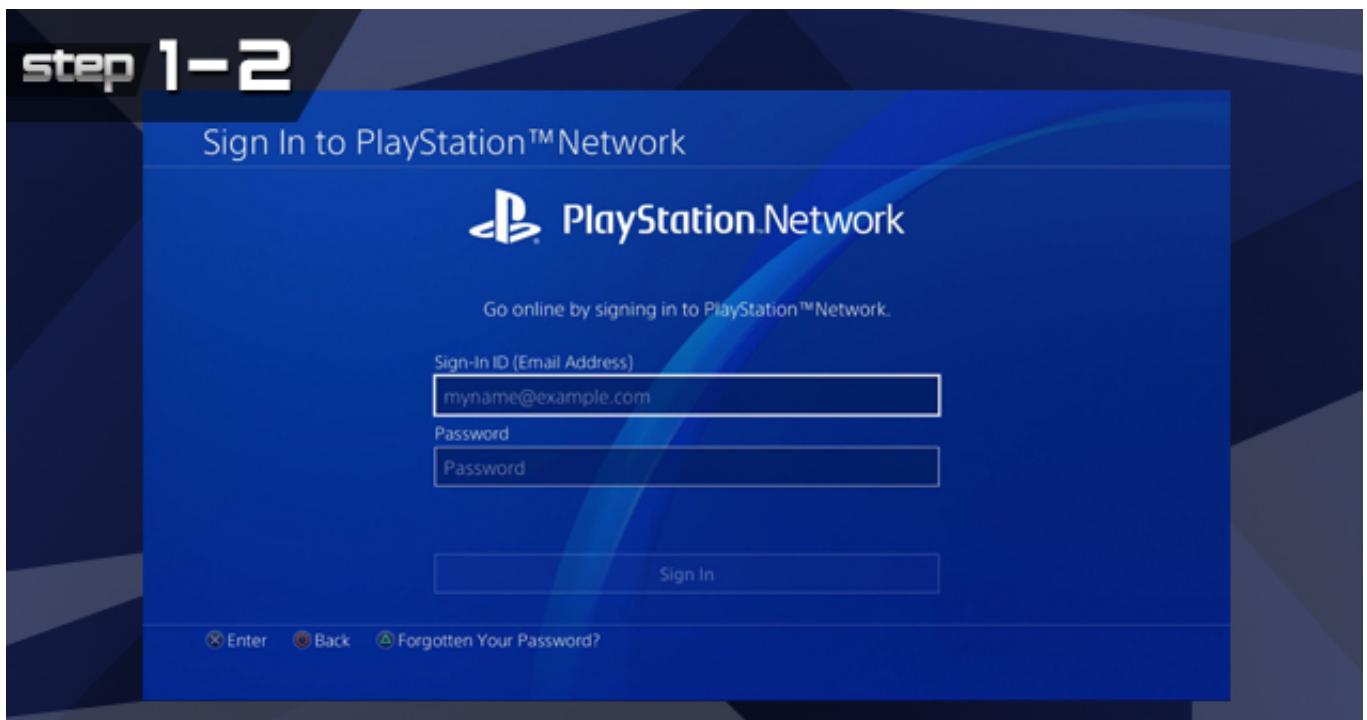 step 1-2
Sign In to PlayStation™Network
PlayStation.Network
Go online by signing in to PlayStation™Network.
Sign-In ID (Email Address)
myname@example.com
Password
Password
Sign In
Enter Back Forgotten Your Password?